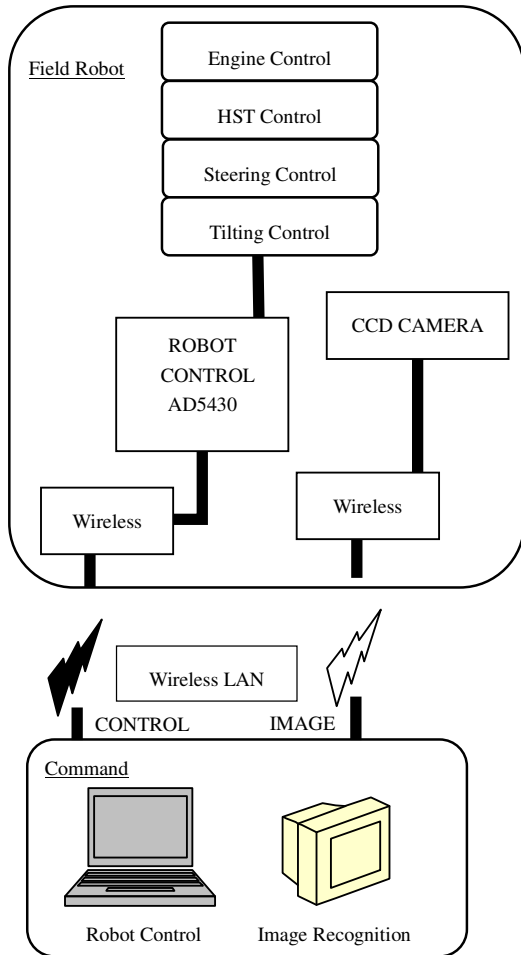 Field Robot
Engine Control
HST Control
Steering Control
Tilting Control
ROBOT
CONTROL
AD5430
CCD CAMERA
Wireless
Wireless
Wireless LAN
CONTROL
IMAGE
Command
Robot Control
Image Recognition